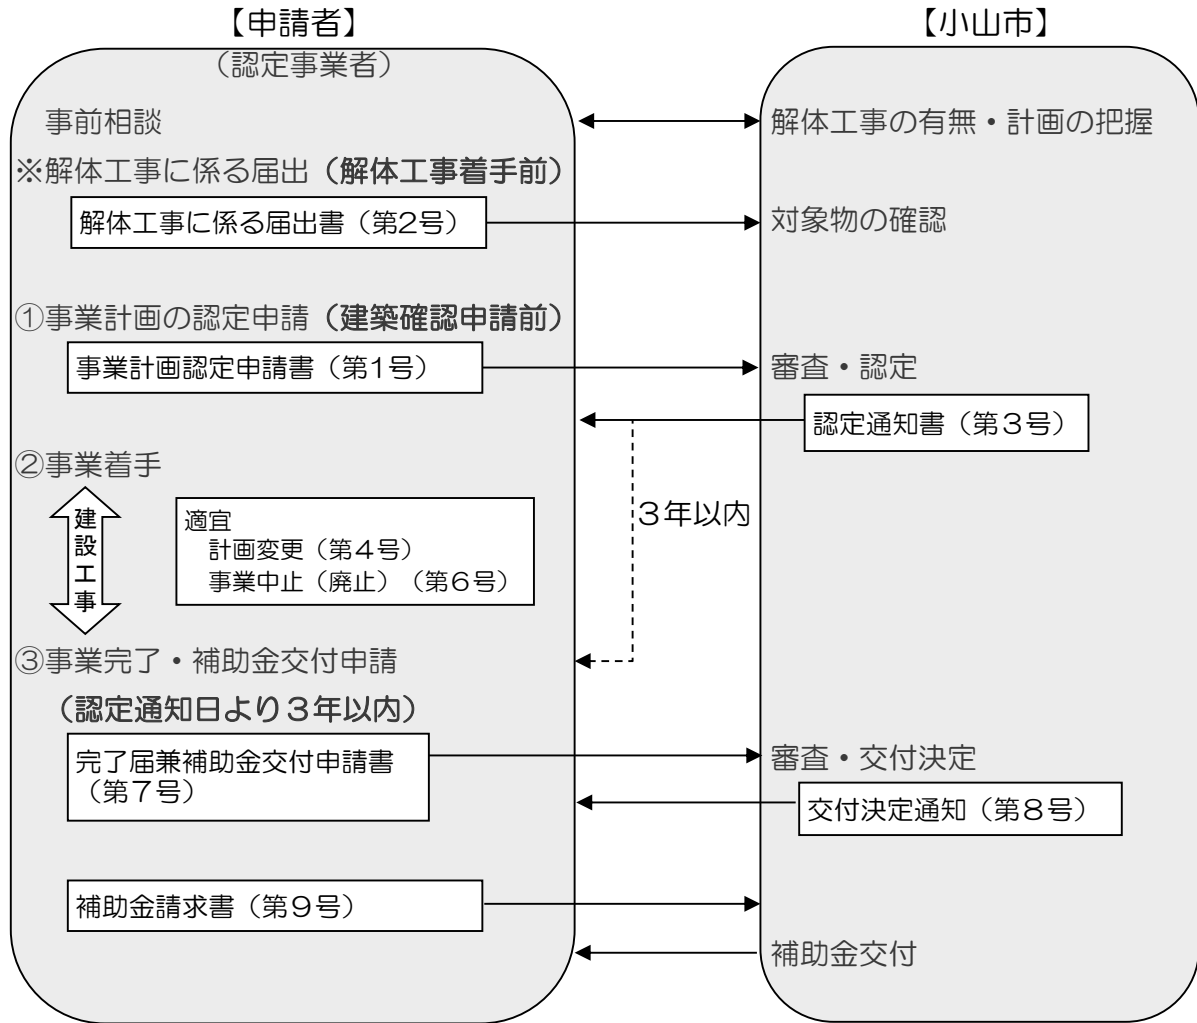 【申請者】
【小山市】
（認定事業者）
事前相談
解体工事の有無・計画の把握
※解体工事に係る届出（解体工事着手前）
解体工事に係る届出書（第2号）
対象物の確認
①事業計画の認定申請（建築確認申請前）
事業計画認定申請書（第1号）
審査・認定
認定通知書（第３号）
②事業着手
建設工事
適宜
計画変更（第４号）
事業中止（廃止）（第６号）
３年以内
③事業完了・補助金交付申請
（認定通知日より３年以内）
完了届兼補助金交付申請書
（第７号）
審査・交付決定
交付決定通知（第８号）
補助金請求書（第９号）
補助金交付